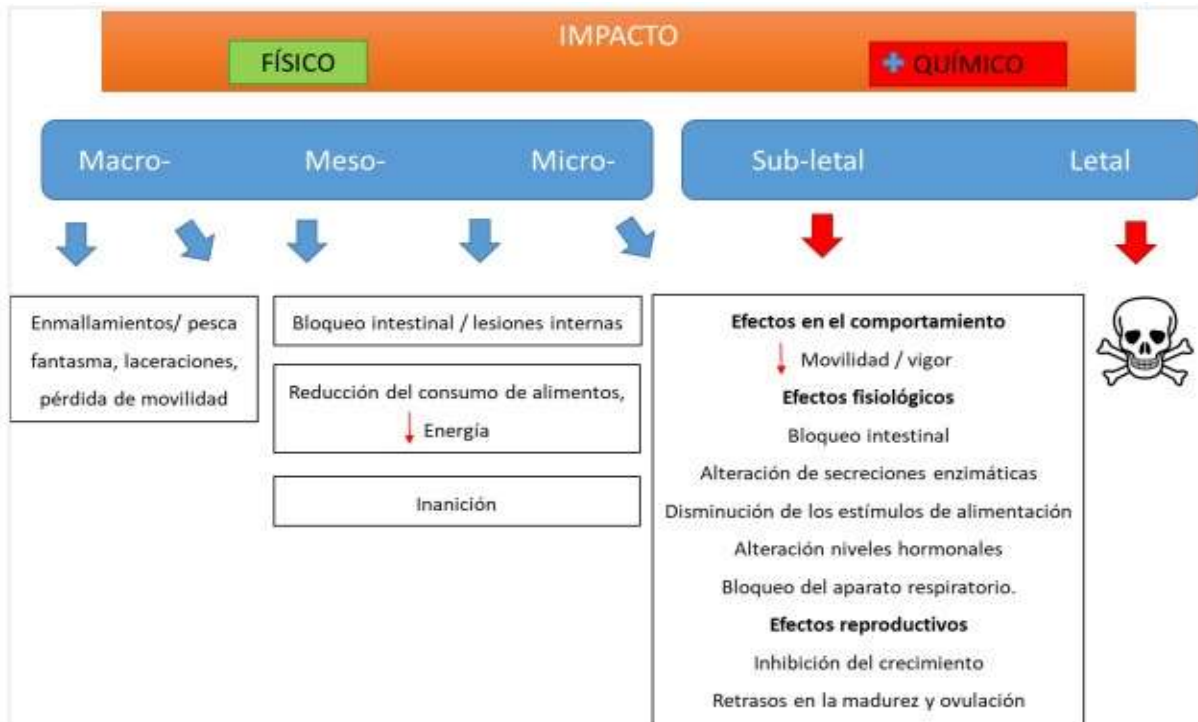 IMPACTO
FÍSICO
QUÍMICO
Macro-
Meso-
Micro-
Sub-letal
Letal
Enmallamientos/ pesca
fantasma, laceraciones,
pérdida de movilidad
Bloqueo intestinal / lesiones internas
Reducción del consumo de alimentos,
Energía
Inanición
Efectos en el comportamiento
Movilidad / vigor
Efectos fisiológicos
Bloqueo intestinal
Alteración de secreciones enzimáticas
Disminución de los estímulos de alimentación
Alteración niveles hormonales
Bloqueo del aparato respiratorio.
Efectos reproductivos
Inhibición del crecimiento
Retrasos en la madurez y ovulación